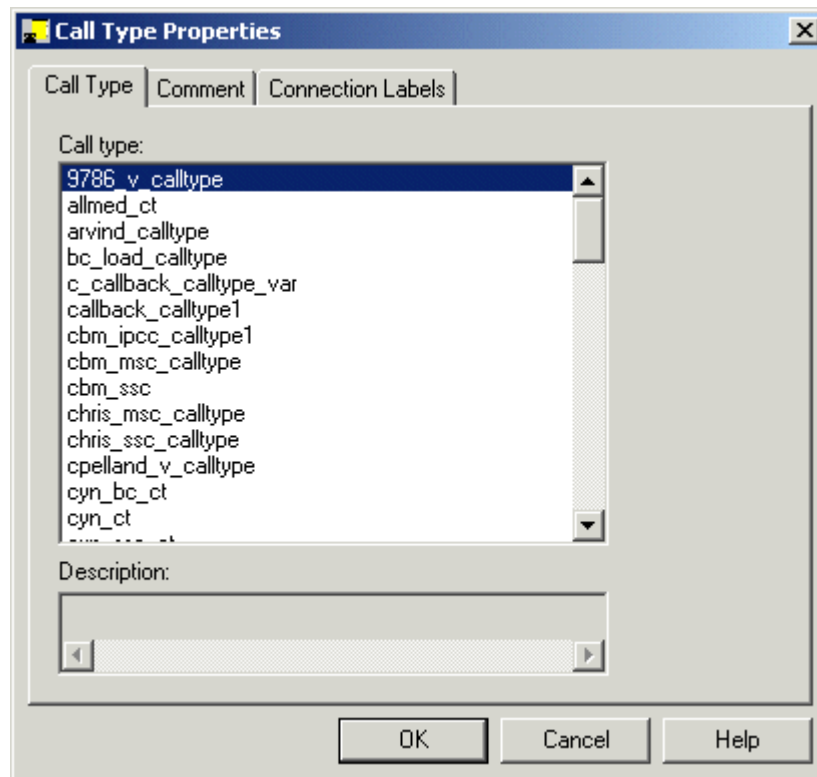 Call Type Properties
Call Type
Comment
Connection Labels
Call type:
9786_v_calltype
allmed_ct
arvind_calltype
bc_load_calltype
c_callback_calltype_var
callback_calltype1
cbm_ipcc_calltype1
cbm_msc_calltype
cbm_ssc
chris_msc_calltype
chris_ssc_calltype
cpelland_v_calltype
cyn_bc_ct
cyn_ct
Description:
OK
Cancel
Help